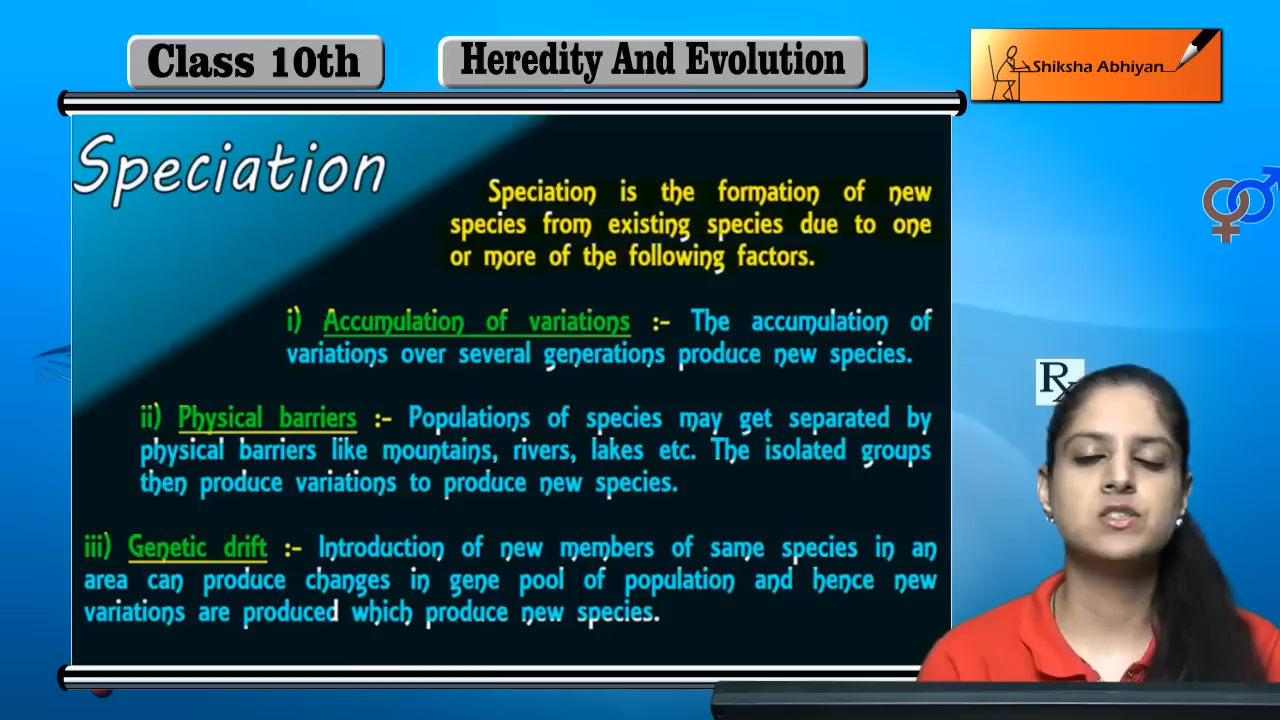 Class 10th
Heredity And Evolution
Shiksha Abhiyan
Speciation
Speciation is the formation of new
species from existing species due to one
or more of the following factors.
i) Accumulation of variations :- The accumulation of
variations over several generations produce new species.
ii) Physical barriers :- Populations of species may get separated by
physical barriers like mountains, rivers, lakes etc. The isolated groups
then produce variations to produce new species.
iii) Genetic drift :- Introduction of new members of same species in an
area can produce changes in gene pool of population and hence new
variations are produced which produce new species.
Rx